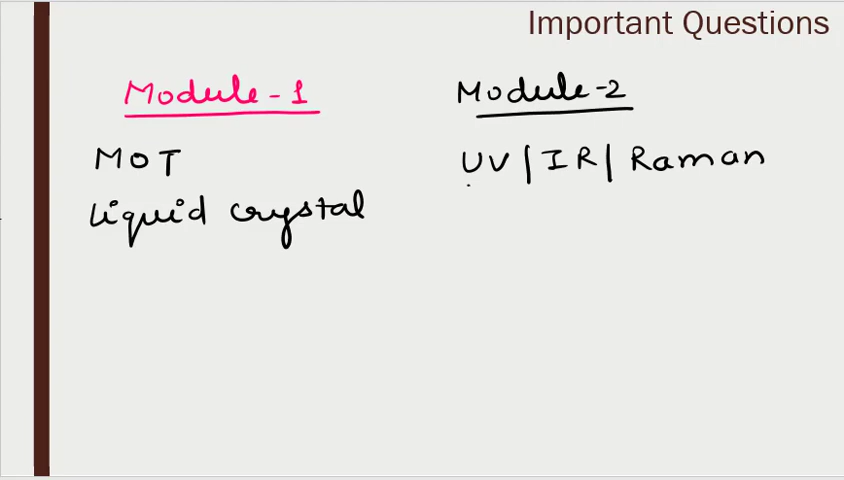 Important Questions
Module-1
MOT
Liquid crystal
Module-2
UV | IR | Raman